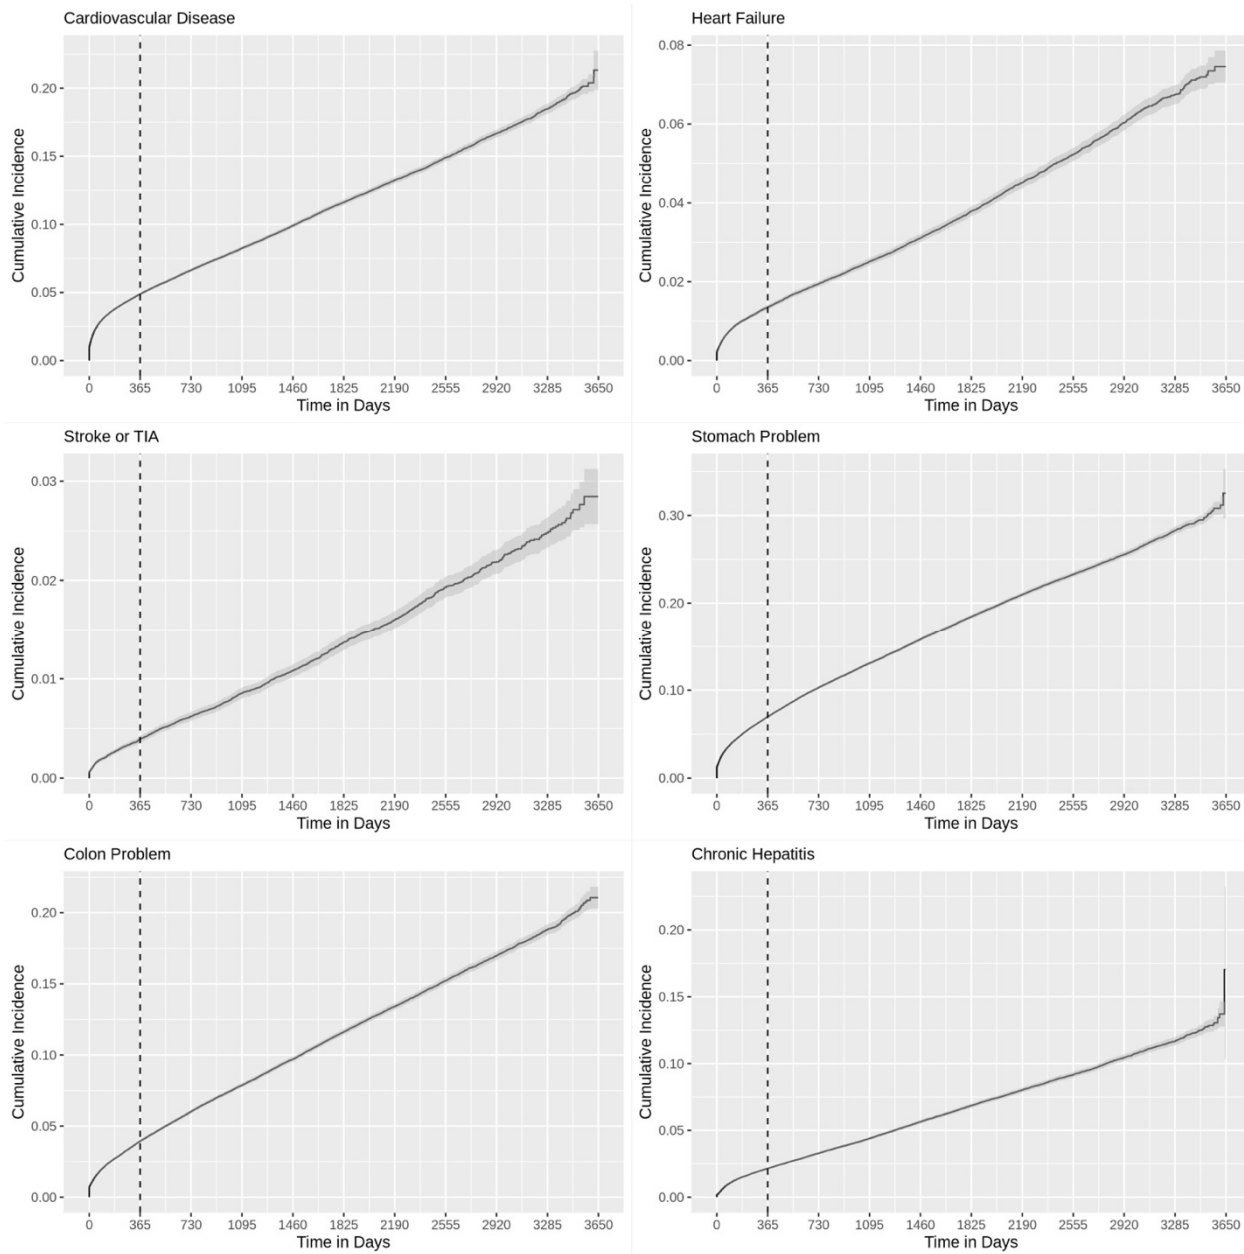 Cardiovascular Disease
Cumulative Incidence
0.20
0.15
0.10
0.05
0.00
0 365 730 1095 1460 1825 2190 2555 2920 3285 3650
Time in Days
Heart Failure
Cumulative Incidence
0.08
0.06
0.04
0.02
0.00
0 365 730 1095 1460 1825 2190 2555 2920 3285 3650
Time in Days
Stroke or TIA
Cumulative Incidence
0.03
0.02
0.01
0.00
0 365 730 1095 1460 1825 2190 2555 2920 3285 3650
Time in Days
Stomach Problem
Cumulative Incidence
0.30
0.20
0.10
0.00
0 365 730 1095 1460 1825 2190 2555 2920 3285 3650
Time in Days
Colon Problem
Cumulative Incidence
0.20
0.15
0.10
0.05
0.00
0 365 730 1095 1460 1825 2190 2555 2920 3285 3650
Time in Days
Chronic Hepatitis
Cumulative Incidence
0.20
0.15
0.10
0.05
0.00
0 365 730 1095 1460 1825 2190 2555 2920 3285 3650
Time in Days